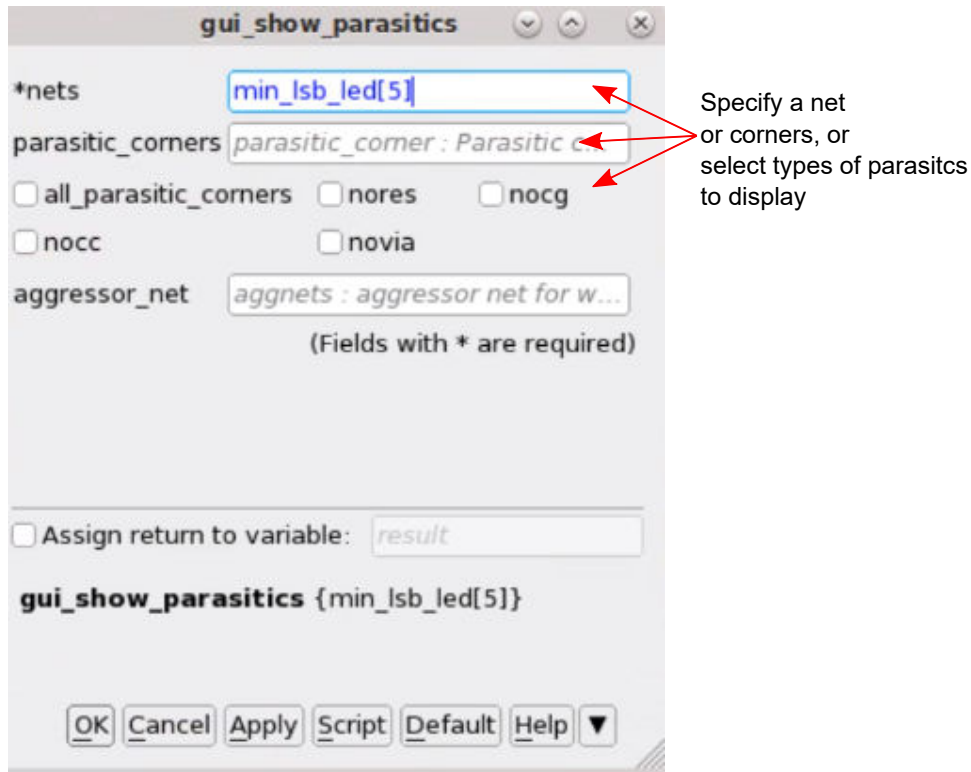 gui_show_parasitics
*nets min_lsb_led[5]
parasitic_corners parasitic_corner : Parasitic c...
all_parasitic_corners nores nocg
nocc novia
aggressor_net aggnets : aggressor net for w...
(Fields with * are required)
Assign return to variable: result
gui_show_parasitics {min_lsb_led[5]}
OK Cancel Apply Script Default Help ▼
Specify a net
or corners, or
select types of parasitcs
to display